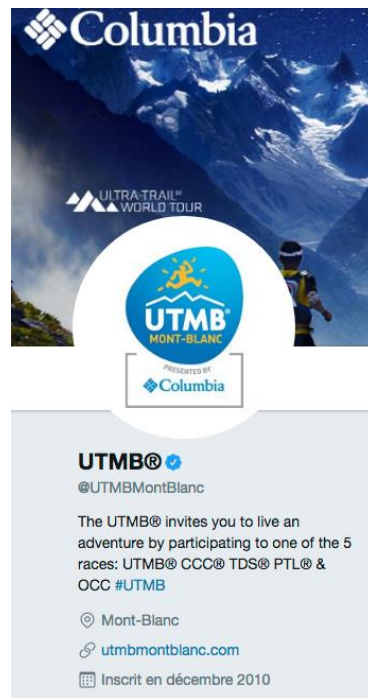 Columbia
ULTRA-TRAIL®
WORLD TOUR
UTMB®
MONT-BLANC
PRESENTED BY
Columbia
UTMB®
@UTMBMontBlanc
The UTMB® invites you to live an
adventure by participating to one of the 5
races: UTMB® CCC® TDS® PTL® &
OCC #UTMB
Mont-Blanc
utmbmontblanc.com
Inscrit en décembre 2010